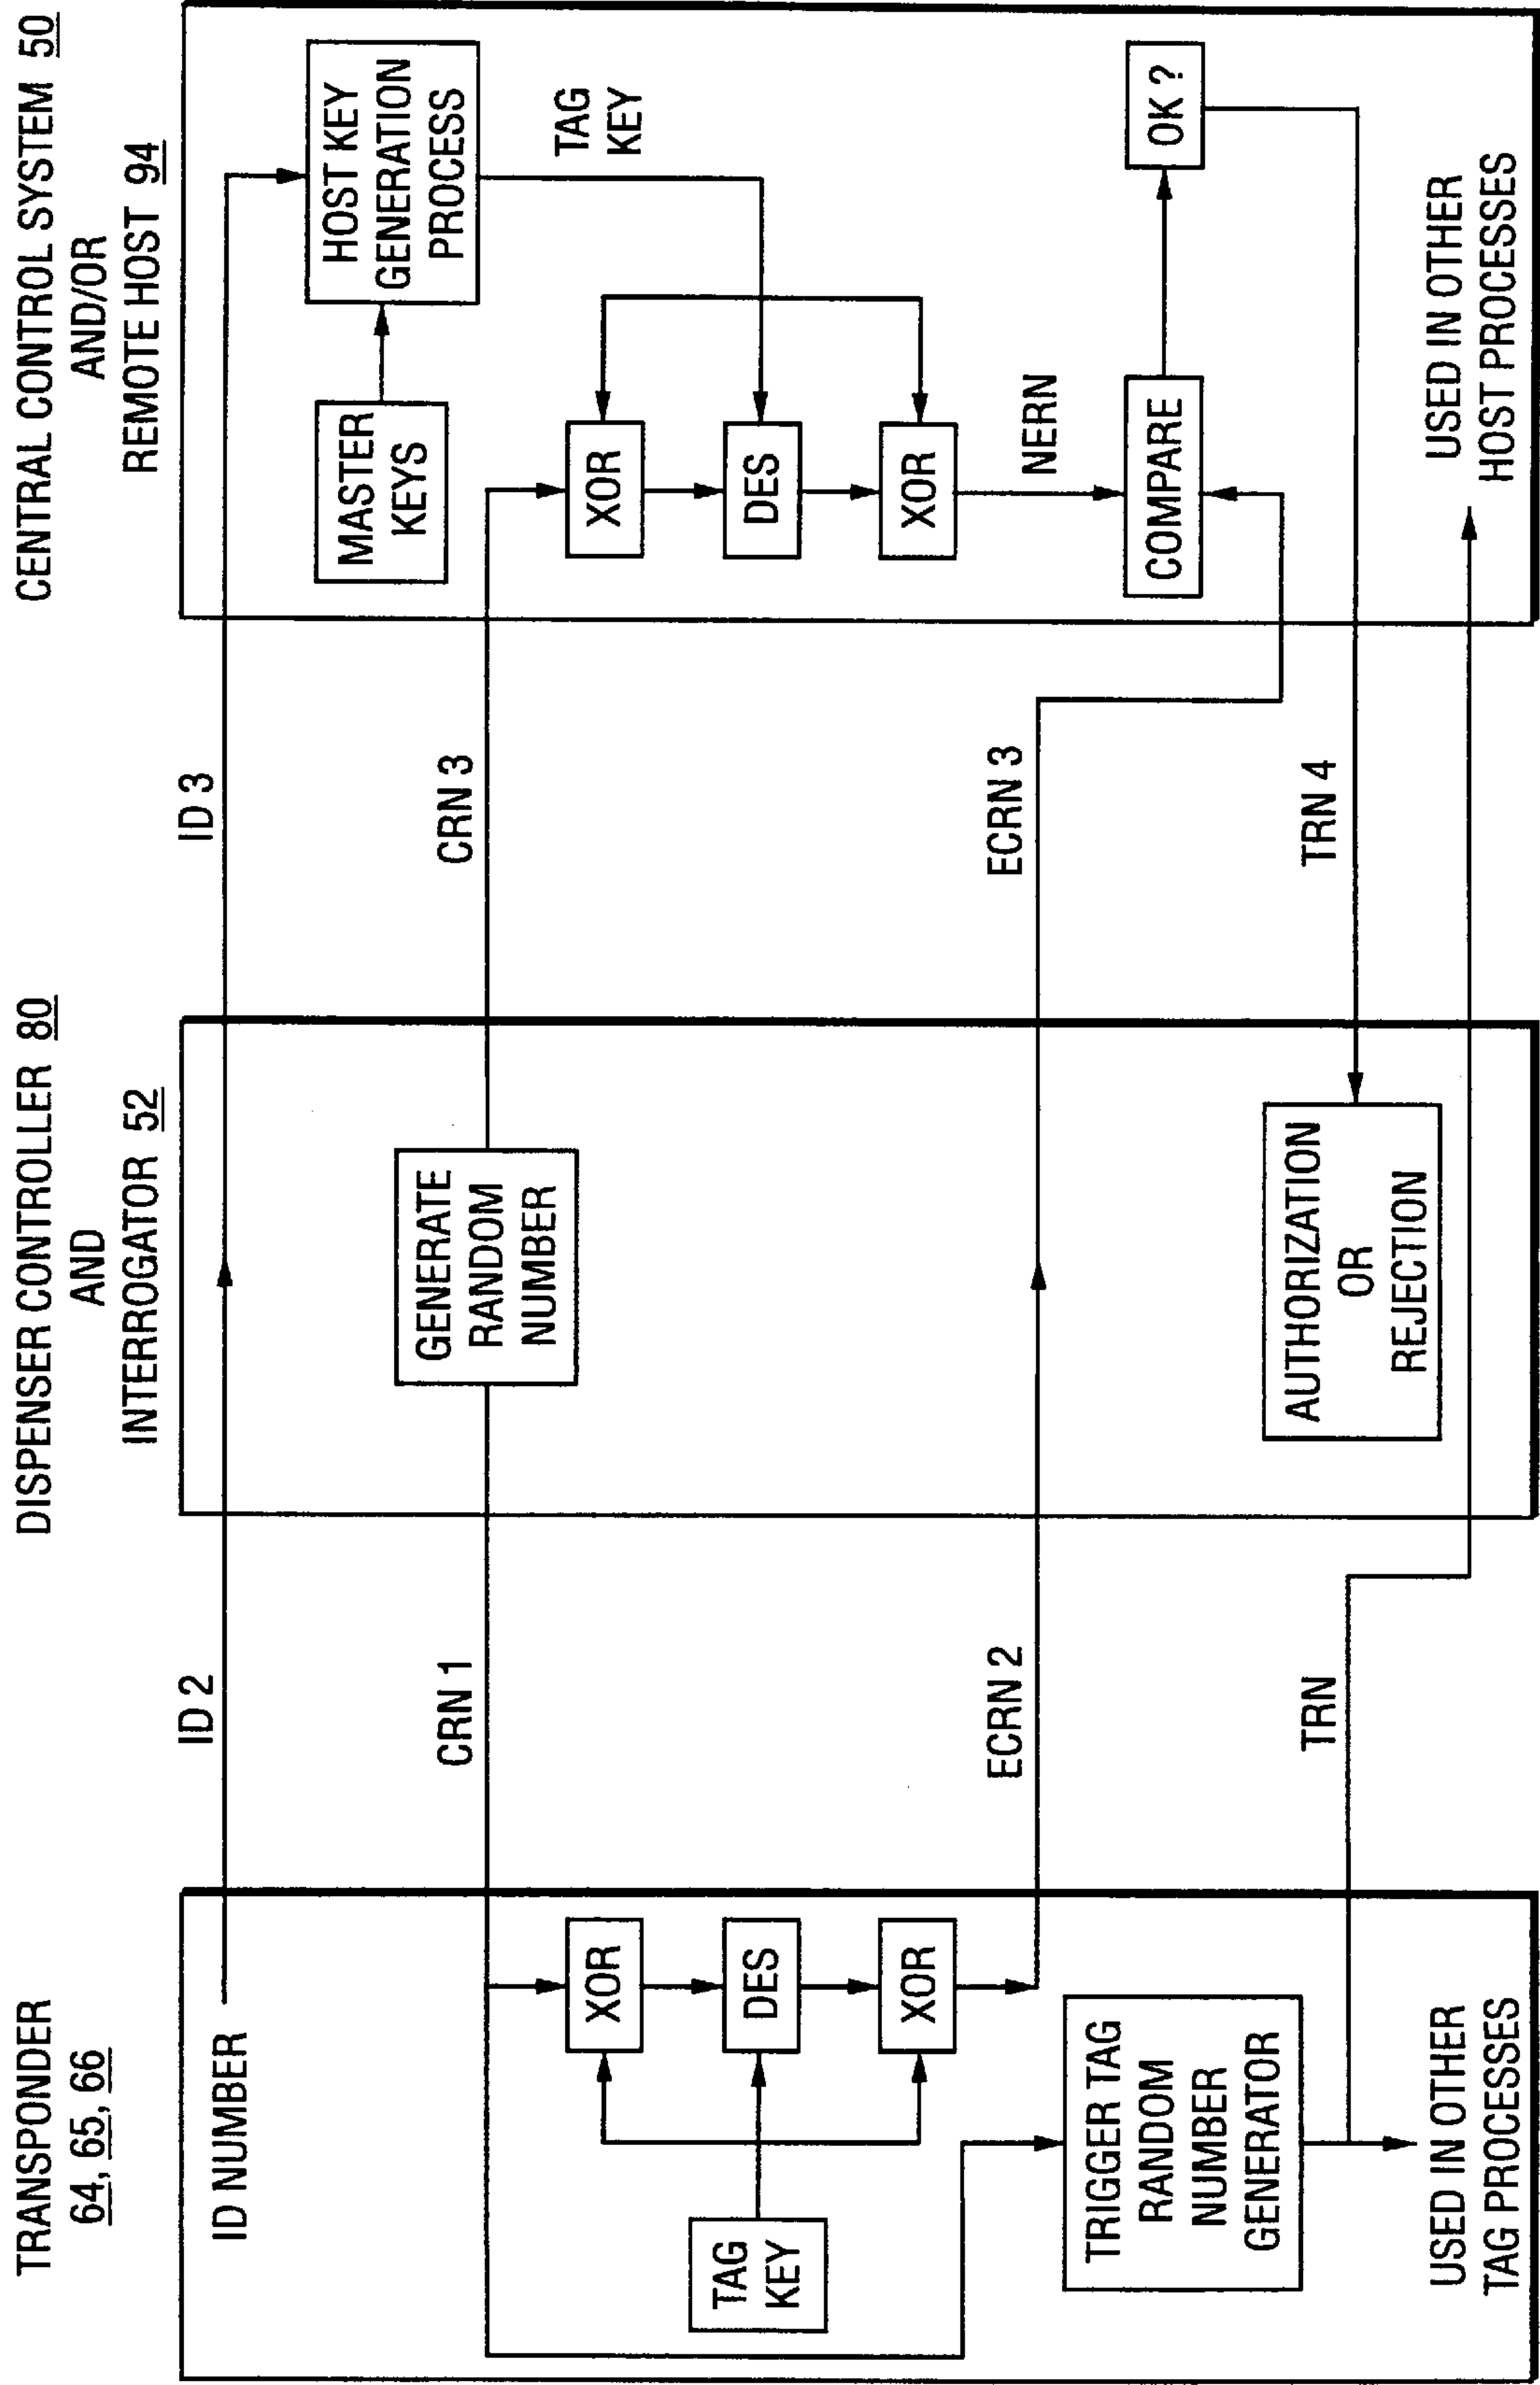 TRANSPONDER
64, 65, 66
ID NUMBER
XOR
DES
XOR
TAG
KEY
TRIGGER TAG
RANDOM
NUMBER
GENERATOR
USED IN OTHER
TAG PROCESSES
ID 2
CRN 1
ECRN 2
TRN
DISPENSER CONTROLLER 80
AND
INTERROGATOR 52
GENERATE
RANDOM
NUMBER
AUTHORIZATION
OR
REJECTION
ID 3
CRN 3
ECRN 3
TRN 4
CENTRAL CONTROL SYSTEM 50
AND/OR
REMOTE HOST 94
MASTER
KEYS
HOST KEY
GENERATION
PROCESS
TAG
KEY
XOR
DES
XOR
NERN
COMPARE
OK ?
USED IN OTHER
HOST PROCESSES